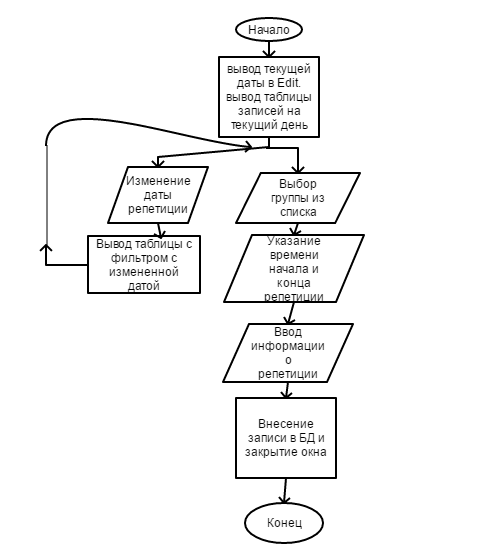 Начало
вывод текущей
даты в Edit.
вывод таблицы
записей на
текущий день
Изменение
даты
репетиции
Вывод таблицы с
фильтром с
измененной
датой
Выбор
группы из
списка
Указание
времени
начала и
конца
репетиции
Ввод
информации
о
репетиции
Внесение
записи в БД и
закрытие окна
Конец